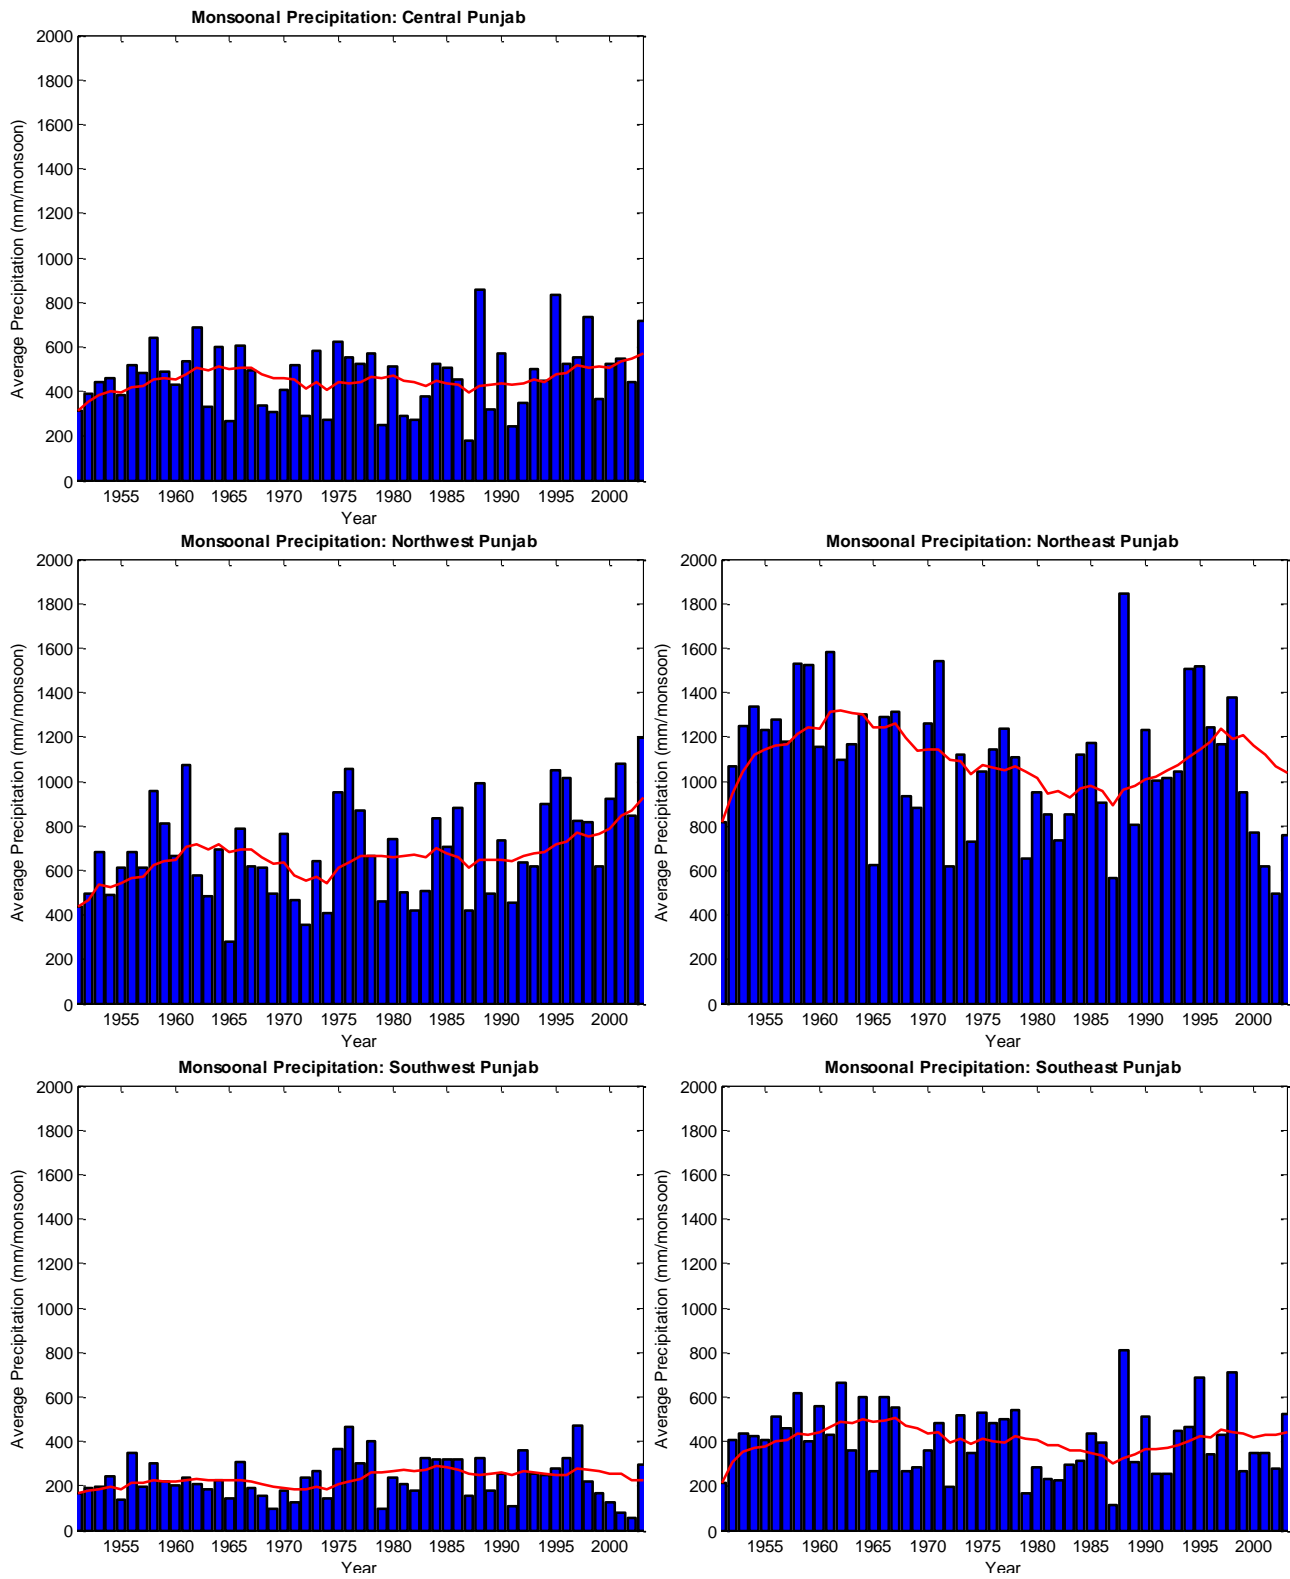 Monsoonal Precipitation: Central Punjab
Average Precipitation (mm/monsoon)
2000
1800
1600
1400
1200
1000
800
600
400
200
0
1955 1960 1965 1970 1975 1980 1985 1990 1995 2000
Year
Monsoonal Precipitation: Northwest Punjab
Average Precipitation (mm/monsoon)
2000
1800
1600
1400
1200
1000
800
600
400
200
0
1955 1960 1965 1970 1975 1980 1985 1990 1995 2000
Year
Monsoonal Precipitation: Northeast Punjab
Average Precipitation (mm/monsoon)
2000
1800
1600
1400
1200
1000
800
600
400
200
0
1955 1960 1965 1970 1975 1980 1985 1990 1995 2000
Year
Monsoonal Precipitation: Southwest Punjab
Average Precipitation (mm/monsoon)
2000
1800
1600
1400
1200
1000
800
600
400
200
0
1955 1960 1965 1970 1975 1980 1985 1990 1995 2000
Year
Monsoonal Precipitation: Southeast Punjab
Average Precipitation (mm/monsoon)
2000
1800
1600
1400
1200
1000
800
600
400
200
0
1955 1960 1965 1970 1975 1980 1985 1990 1995 2000
Year